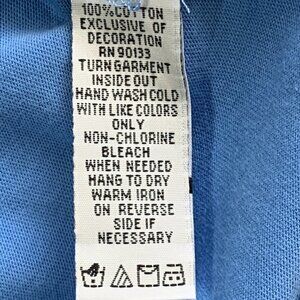 100% COTTON
EXCLUSIVE OF
DECORATION
RN 90133
TURN GARMENT
INSIDE OUT
HAND WASH COLD
WITH LIKE COLORS
ONLY
NON-CHLORINE
BLEACH
WHEN NEEDED
HANG TO DRY
WARM IRON
ON REVERSE
SIDE IF
NECESSARY